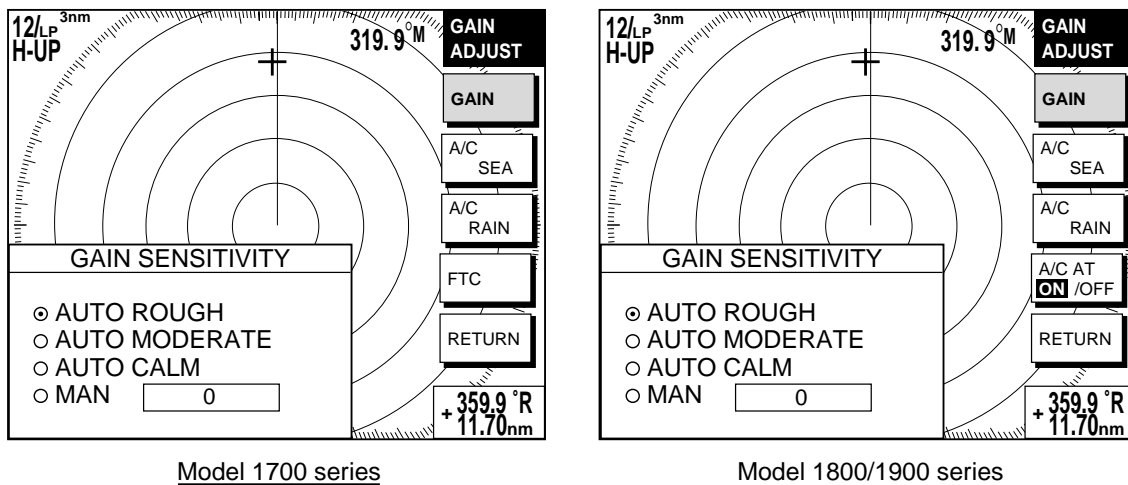 12/LP 3nm
H-UP
319. 9°M
GAIN
ADJUST
GAIN
A/C
SEA
A/C
RAIN
FTC
RETURN
GAIN SENSITIVITY
AUTO ROUGH
AUTO MODERATE
AUTO CALM
MAN 0
+ 359.9 °R
11.70nm
Model 1700 series
12/LP 3nm
H-UP
319. 9°M
GAIN
ADJUST
GAIN
A/C
SEA
A/C
RAIN
A/C AT
ON /OFF
RETURN
GAIN SENSITIVITY
AUTO ROUGH
AUTO MODERATE
AUTO CALM
MAN 0
+ 359.9 °R
11.70nm
Model 1800/1900 series